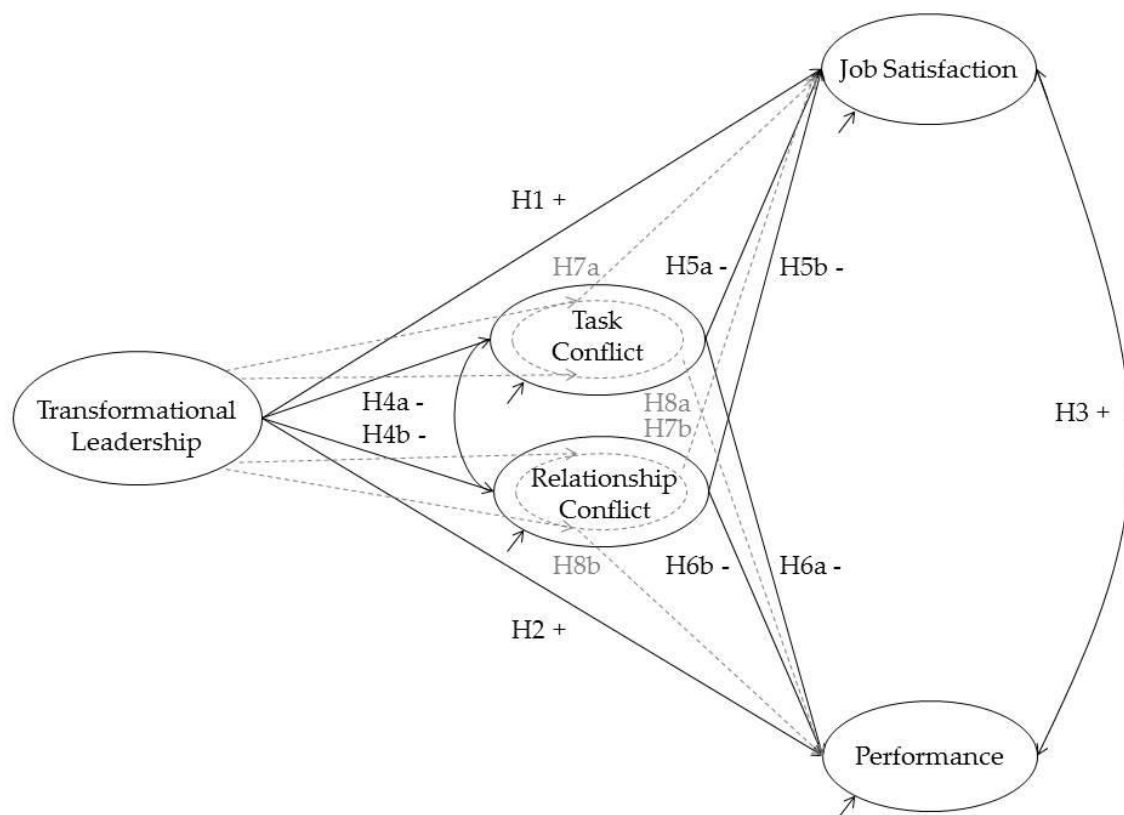 Job Satisfaction
H1 +
H7a
H5a -
H5b -
Task
Conflict
Transformational
Leadership
H4a -
H4b -
H8a
H7b
H3 +
Relationship
Conflict
H8b
H6b -
H6a -
H2 +
Performance